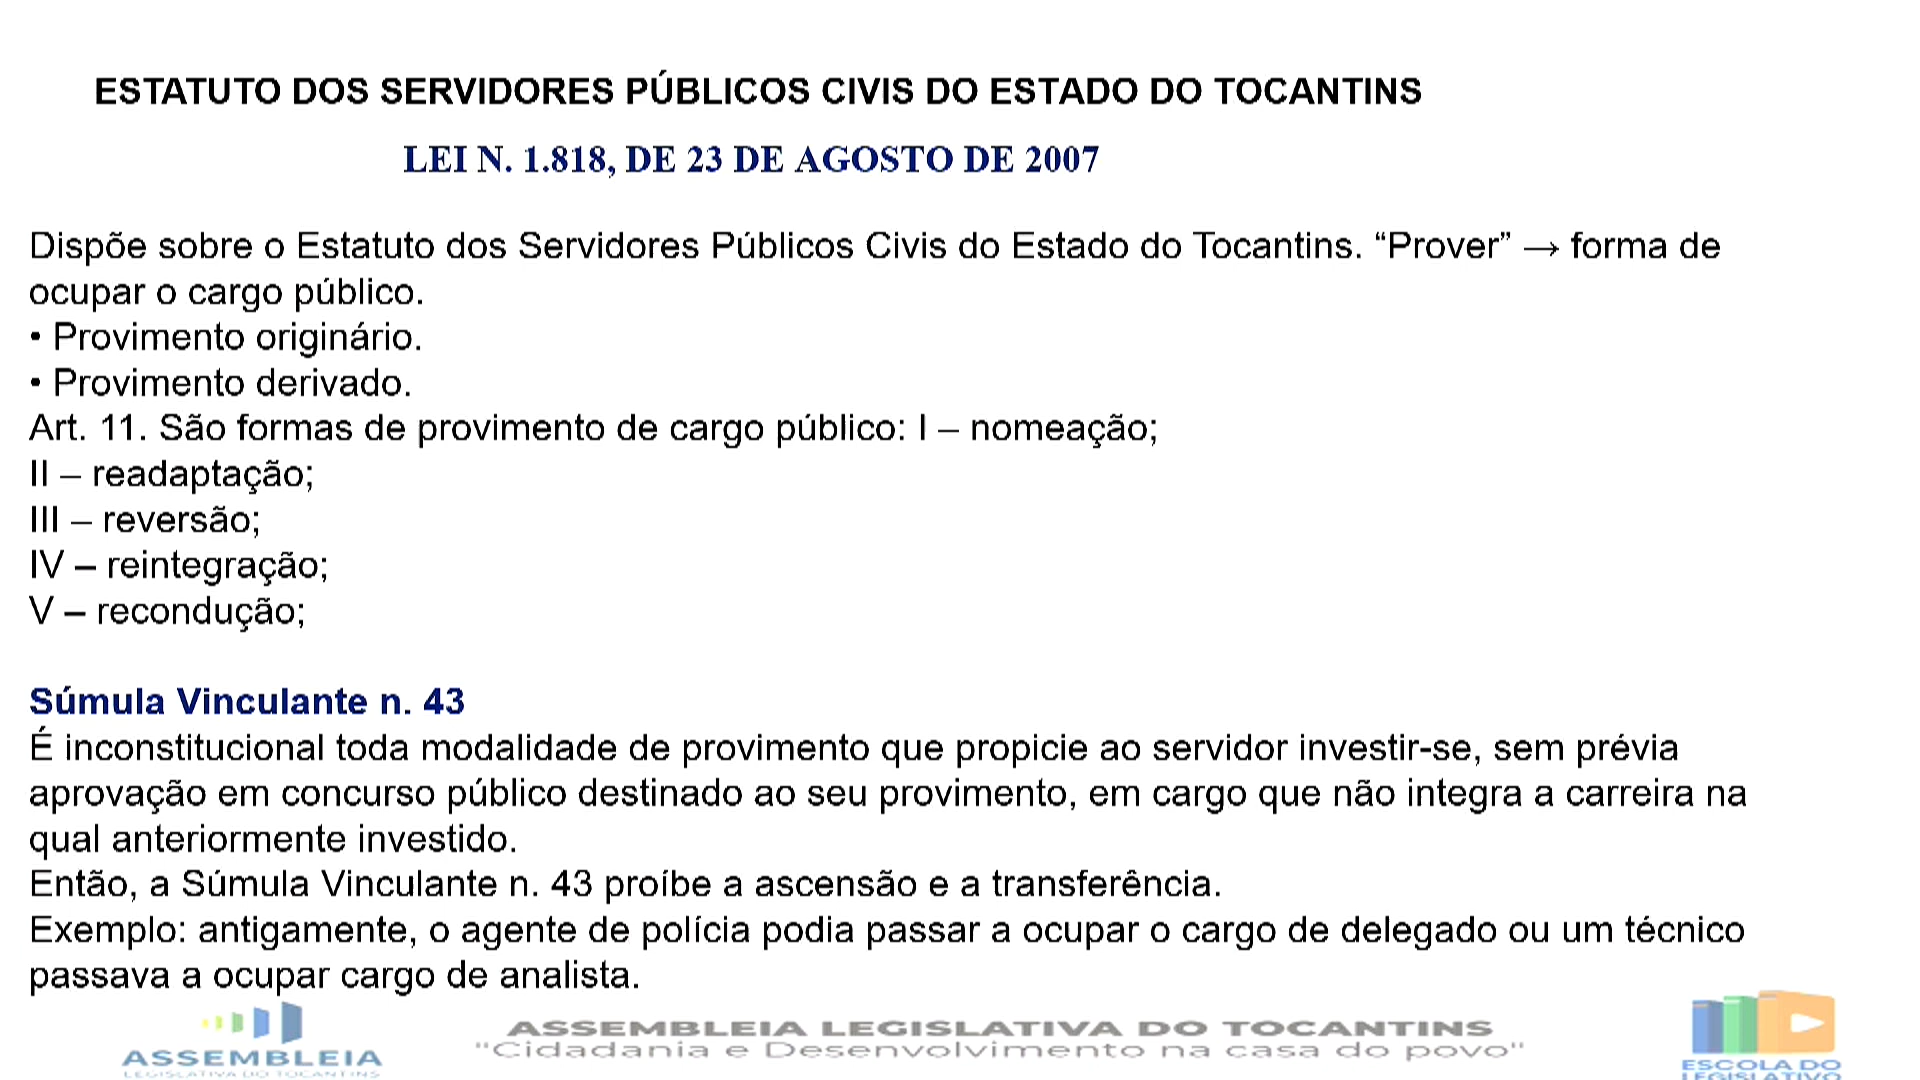 ESTATUTO DOS SERVIDORES PÚBLICOS CIVIS DO ESTADO DO TOCANTINS
LEI N. 1.818, DE 23 DE AGOSTO DE 2007
Dispõe sobre o Estatuto dos Servidores Públicos Civis do Estado do Tocantins. “Prover” → forma de
ocupar o cargo público.
• Provimento originário.
• Provimento derivado.
Art. 11. São formas de provimento de cargo público: I – nomeação;
II – readaptação;
III – reversão;
IV – reintegração;
V – recondução;
Súmula Vinculante n. 43
É inconstitucional toda modalidade de provimento que propicie ao servidor investir-se, sem prévia
aprovação em concurso público destinado ao seu provimento, em cargo que não integra a carreira na
qual anteriormente investido.
Então, a Súmula Vinculante n. 43 proíbe a ascensão e a transferência.
Exemplo: antigamente, o agente de polícia podia passar a ocupar o cargo de delegado ou um técnico
passava a ocupar cargo de analista.
ASSEMBLEIA
LEGISLATIVA DO TOCANTINS
ASSEMBLEIA LEGISLATIVA DO TOCANTINS
"Cidadania e Desenvolvimento na casa do povo"
ESCOLA DO
LEGISLATIVO